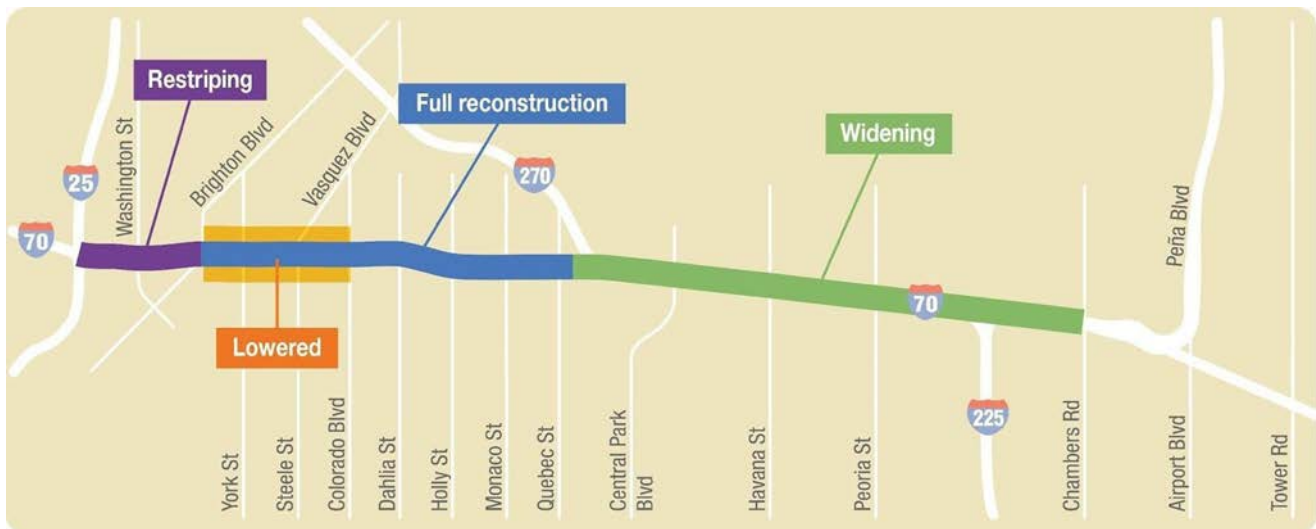 Restriping
Full reconstruction
Widening
Lowered
25
70
270
70
225
Washington St
Brighton Blvd
Vasquez Blvd
Peña Blvd
York St
Steele St
Colorado Blvd
Dahlia St
Holly St
Monaco St
Quebec St
Central Park
Blvd
Havana St
Peoria St
Chambers Rd
Airport Blvd
Tower Rd